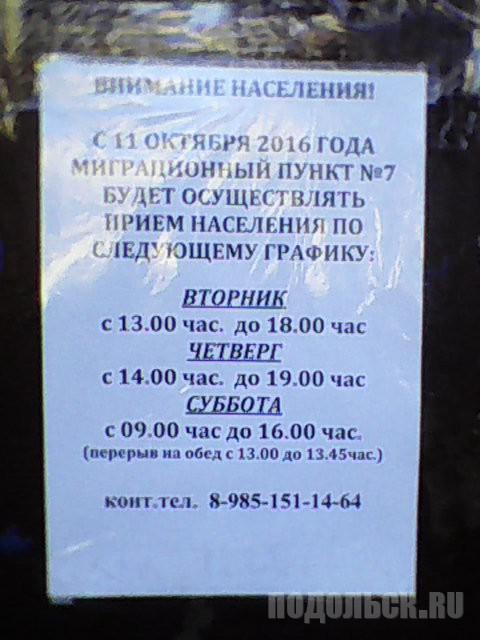 ВНИМАНИЕ НАСЕЛЕНИЯ!
С 11 ОКТЯБРЯ 2016 ГОДА
МИГРАЦИОННЫЙ ПУНКТ №7
БУДЕТ ОСУЩЕСТВЛЯТЬ
ПРИЕМ НАСЕЛЕНИЯ ПО
СЛЕДУЮЩЕМУ ГРАФИКУ:
ВТОРНИК
с 13.00 час. до 18.00 час
ЧЕТВЕРГ
с 14.00 час. до 19.00 час
СУББОТА
с 09.00 час до 16.00 час.
(перерыв на обед с 13.00 до 13.45час.)
конт.тел. 8-985-151-14-64
ПОДОЛЬСК.RU